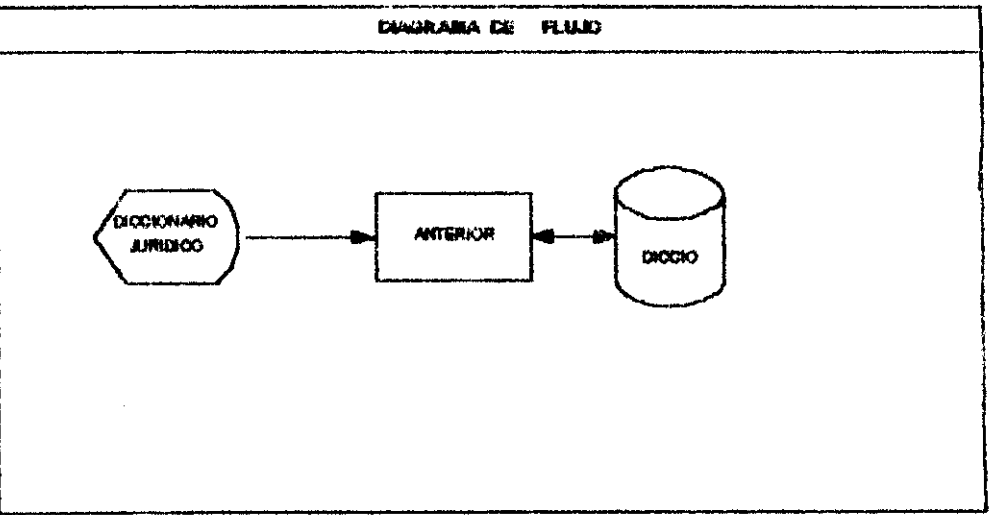 DIAGRAMA DE FLUJO
DICCIONARIO
JURIDICO
ANTERIOR
DICCIO